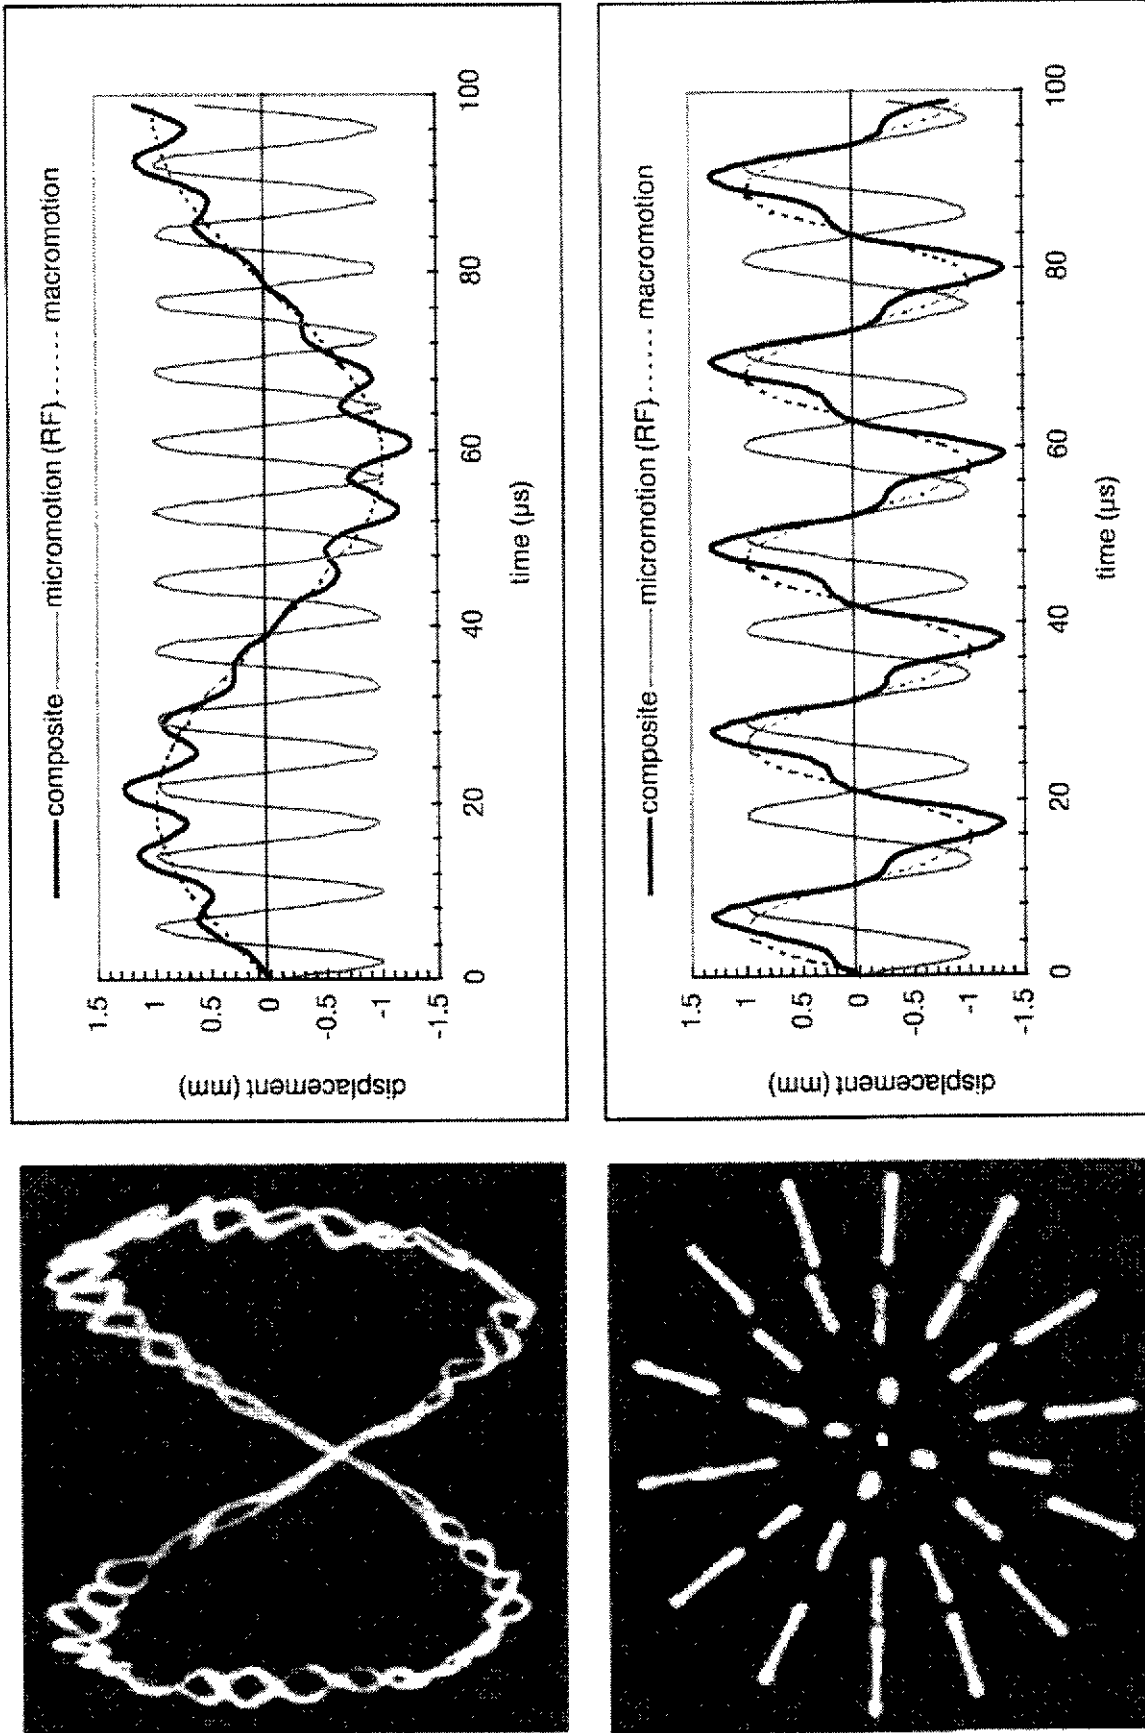 composite —— micromotion (RF) ..... macromotion
1.5
1
0.5
0
-0.5
-1
-1.5
displacement (mm)
0 20 40 60 80 100
time (µs)
composite —— micromotion (RF) ..... macromotion
1.5
1
0.5
0
-0.5
-1
-1.5
displacement (mm)
0 20 40 60 80 100
time (µs)